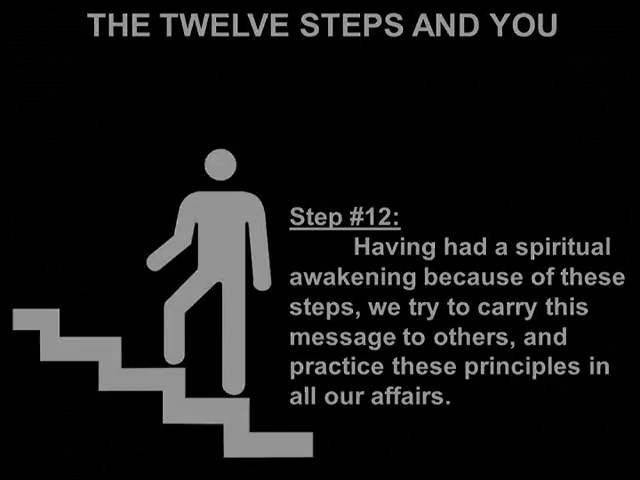 THE TWELVE STEPS AND YOU
Step #12:
Having had a spiritual
awakening because of these
steps, we try to carry this
message to others, and
practice these principles in
all our affairs.